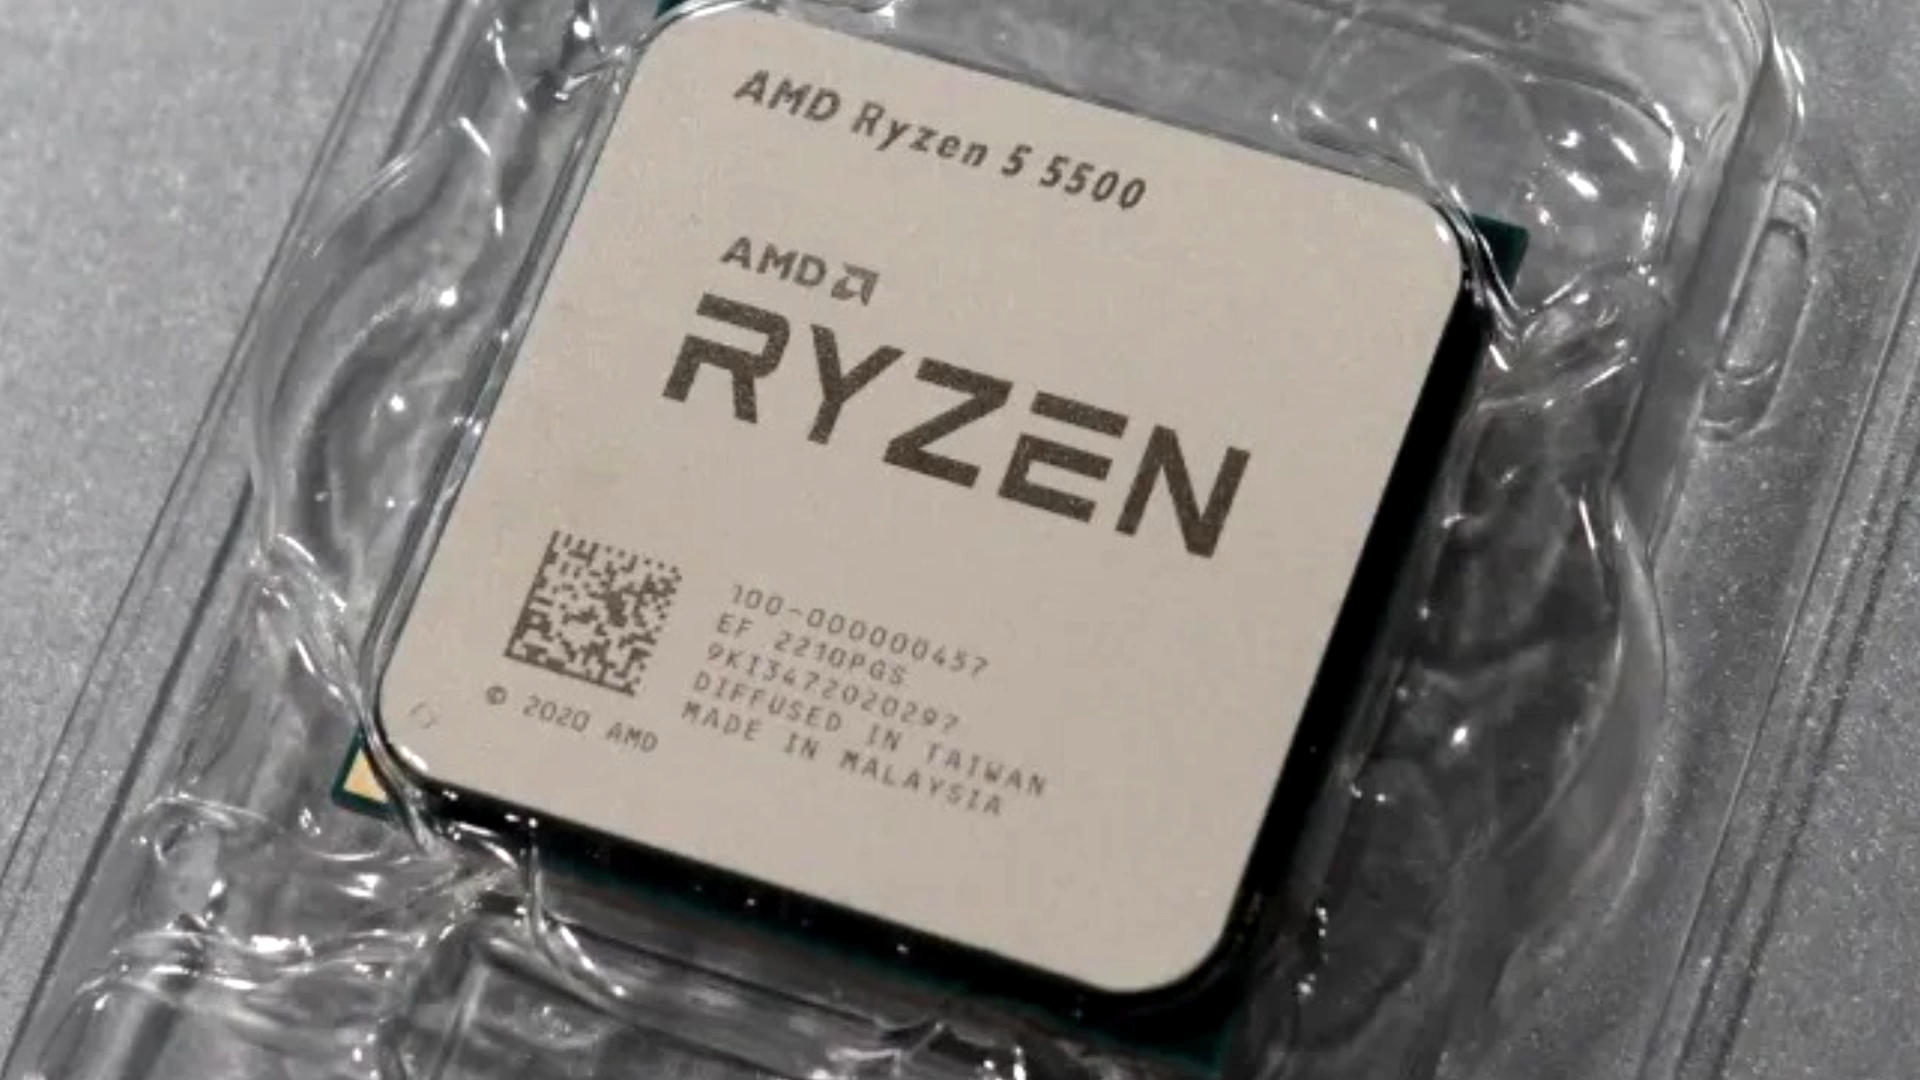 AMD Ryzen 5 5500
AMD
RYZEN
100-000000457
EF 2210PGS
9KI3472020297
DIFFUSED IN TAIWAN
MADE IN MALAYSIA
© 2020 AMD